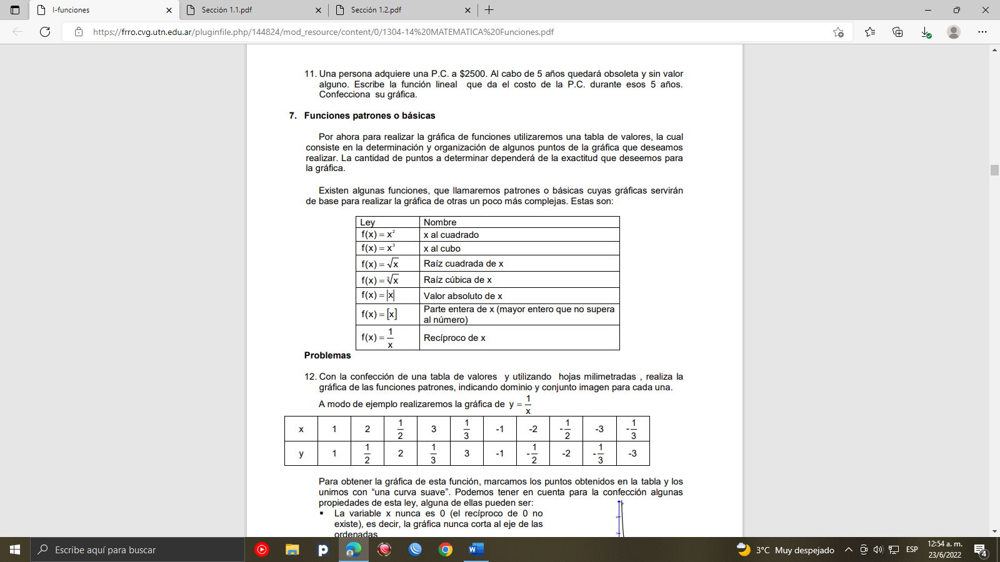 I-funciones
Sección 1.1.pdf
Sección 1.2.pdf
https://frro.cvg.utn.edu.ar/pluginfile.php/144824/mod_resource/content/0/1304-14%20MATEMATICA%20Funciones.pdf
11. Una persona adquiere una P.C. a $2500. Al cabo de 5 años quedará obsoleta y sin valor
alguno. Escribe la función lineal que da el costo de la P.C. durante esos 5 años.
Confecciona su gráfica.
7. Funciones patrones o básicas
Por ahora para realizar la gráfica de funciones utilizaremos una tabla de valores, la cual
consiste en la determinación y organización de algunos puntos de la gráfica que deseamos
realizar. La cantidad de puntos a determinar dependerá de la exactitud que deseemos para
la gráfica.
Existen algunas funciones, que llamaremos patrones o básicas cuyas gráficas servirán
de base para realizar la gráfica de otras un poco más complejas. Estas son:
Ley Nombre
f(x) = x² x al cuadrado
f(x) = x³ x al cubo
f(x) = √x Raíz cuadrada de x
f(x) = ∛x Raíz cúbica de x
f(x) = |x| Valor absoluto de x
f(x) = [x] Parte entera de x (mayor entero que no supera
al número)
f(x) = 1/x Recíproco de x
Problemas
12. Con la confección de una tabla de valores y utilizando hojas milimetradas , realiza la
gráfica de las funciones patrones, indicando dominio y conjunto imagen para cada una.
A modo de ejemplo realizaremos la gráfica de y = 1/x
x 1 2 1/2 3 1/3 -1 -2 -1/2 -3 -1/3
y 1 1/2 2 1/3 3 -1 -1/2 -2 -1/3 -3
Para obtener la gráfica de esta función, marcamos los puntos obtenidos en la tabla y los
unimos con “una curva suave”. Podemos tener en cuenta para la confección algunas
propiedades de esta ley, alguna de ellas pueden ser:
▪ La variable x nunca es 0 (el recíproco de 0 no
existe), es decir, la gráfica nunca corta al eje de las
ordenadas
Escribe aquí para buscar
3°C Muy despejado
ESP
12:54 a. m.
23/6/2022
4